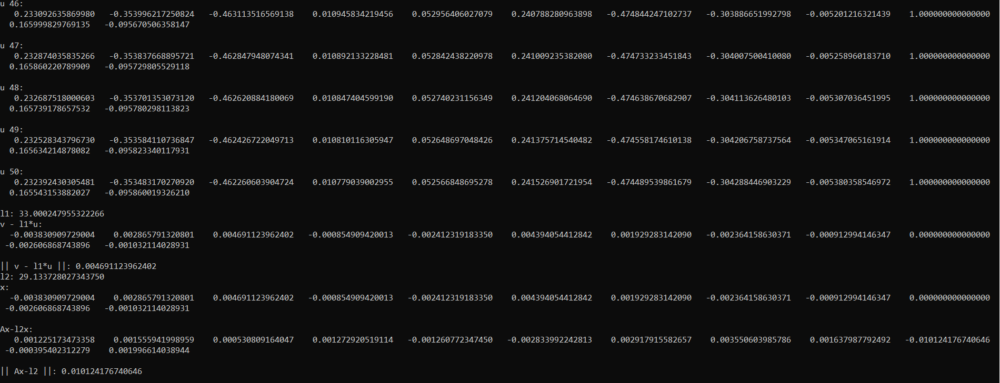 u 46:
0.233092635869980 -0.353996217250824 -0.463113516569138 0.010945834219456 0.052956406027079 0.240788280963898 -0.474844247102737 -0.303886651992798 -0.005201216321439 1.000000000000000
0.165999829769135 -0.095670506358147
u 47:
0.232874035835266 -0.353837668895721 -0.462847948074341 0.010892133228481 0.052842438220978 0.241009235382080 -0.474733233451843 -0.304007500410080 -0.005258960183710 1.000000000000000
0.165860220789909 -0.095729805529118
u 48:
0.232687518000603 -0.353701353073120 -0.462620884180069 0.010847404599190 0.052740231156349 0.241204068064690 -0.474638670682907 -0.304113626480103 -0.005307036451995 1.000000000000000
0.165739178657532 -0.095780298113823
u 49:
0.232528343796730 -0.353584110736847 -0.462426722049713 0.010810116305947 0.052648697048426 0.241375714540482 -0.474558174610138 -0.304206758737564 -0.005347065161914 1.000000000000000
0.165634214878082 -0.095823340117931
u 50:
0.232392430305481 -0.353483170270920 -0.462260603904724 0.010779039002955 0.052566848695278 0.241526901721954 -0.474489539861679 -0.304288446903229 -0.005380358546972 1.000000000000000
0.165543153882027 -0.095860019326210
l1: 33.000247955322266
v - l1*u:
-0.003830909729004 0.002865791320801 0.004691123962402 -0.000854909420013 -0.002412319183350 0.004394054412842 0.001929283142090 -0.002364158630371 -0.000912994146347 0.000000000000000
-0.002606868743896 -0.001032114028931
|| v - l1*u ||: 0.004691123962402
l2: 29.133728027343750
x:
-0.003830909729004 0.002865791320801 0.004691123962402 -0.000854909420013 -0.002412319183350 0.004394054412842 0.001929283142090 -0.002364158630371 -0.000912994146347 0.000000000000000
-0.002606868743896 -0.001032114028931
Ax-l2x:
0.001225173473358 0.001555941998959 0.000530809164047 0.001272920519114 -0.001260772347450 -0.002833992242813 0.002917915582657 0.003550603985786 0.001637987792492 -0.010124176740646
-0.000395402312279 0.001996614038944
|| Ax-l2 ||: 0.010124176740646